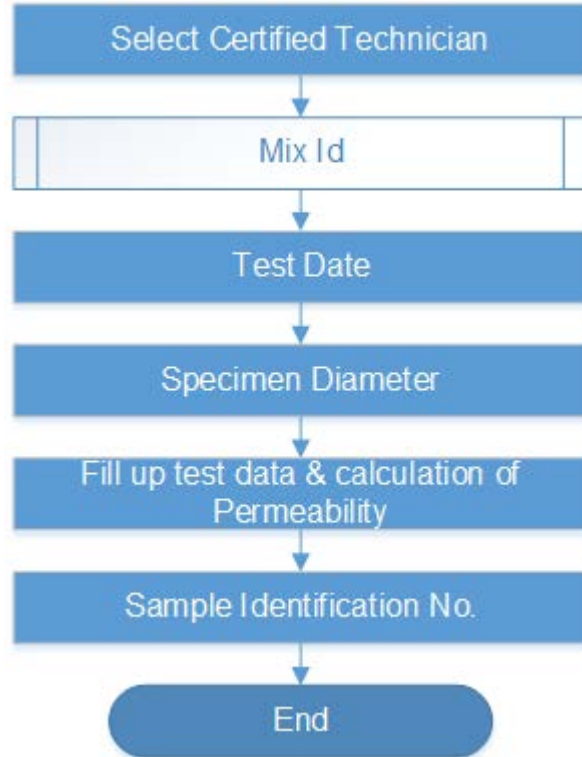 Select Certified Technician
Mix Id
Test Date
Specimen Diameter
Fill up test data & calculation of
Permeability
Sample Identification No.
End